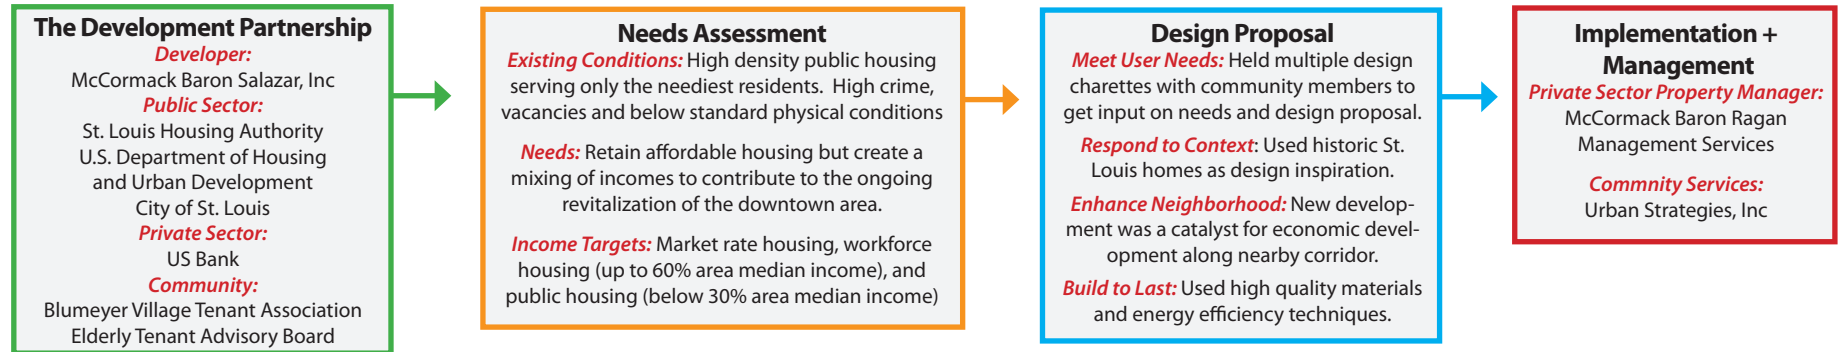 The Development Partnership
Developer:
McCormack Baron Salazar, Inc
Public Sector:
St. Louis Housing Authority
U.S. Department of Housing
and Urban Development
City of St. Louis
Private Sector:
US Bank
Community:
Blumeyer Village Tenant Association
Elderly Tenant Advisory Board
Needs Assessment
Existing Conditions: High density public housing
serving only the neediest residents. High crime,
vacancies and below standard physical conditions
Needs: Retain affordable housing but create a
mixing of incomes to contribute to the ongoing
revitalization of the downtown area.
Income Targets: Market rate housing, workforce
housing (up to 60% area median income), and
public housing (below 30% area median income)
Design Proposal
Meet User Needs: Held multiple design
charettes with community members to
get input on needs and design proposal.
Respond to Context: Used historic St.
Louis homes as design inspiration.
Enhance Neighborhood: New develop-
ment was a catalyst for economic devel-
opment along nearby corridor.
Build to Last: Used high quality materials
and energy efficiency techniques.
Implementation +
Management
Private Sector Property Manager:
McCormack Baron Ragan
Management Services
Commnity Services:
Urban Strategies, Inc